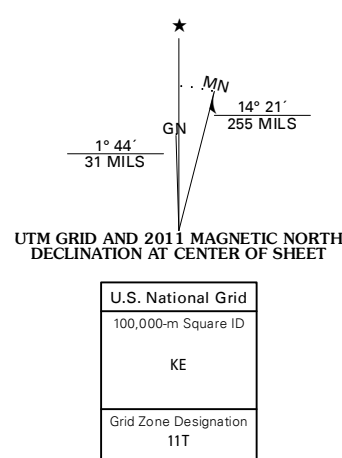 ★
MN
GN
14° 21´
255 MILS
1° 44´
31 MILS
UTM GRID AND 2011 MAGNETIC NORTH
DECLINATION AT CENTER OF SHEET
U.S. National Grid
100,000-m Square ID
KE
Grid Zone Designation
11T